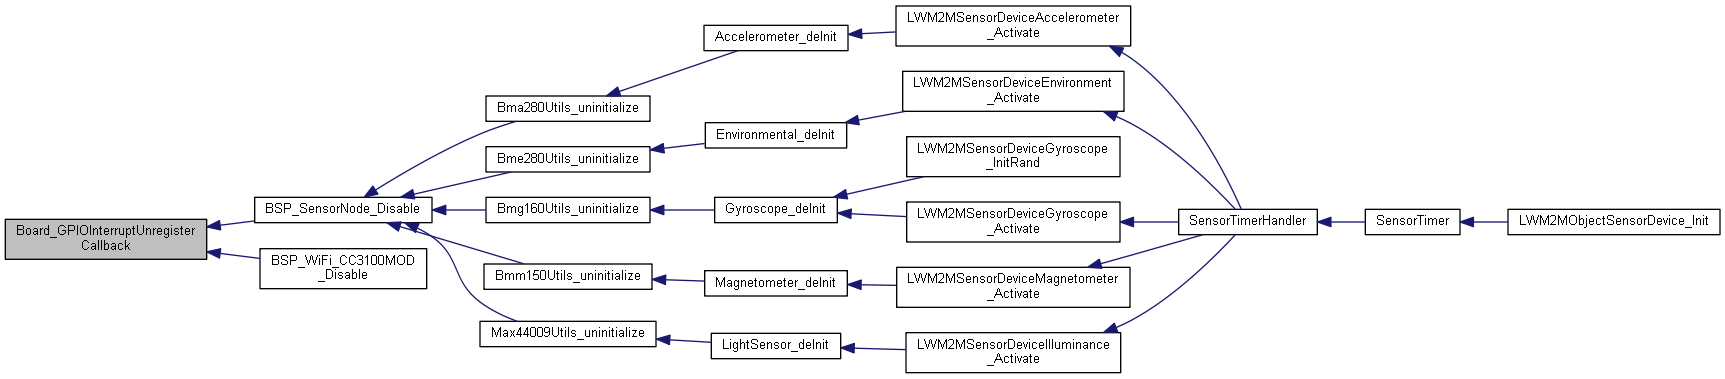 Board_GPIOInterruptUnregister
Callback
BSP_SensorNode_Disable
BSP_WiFi_CC3100MOD
_Disable
Bma280Utils_uninitialize
Bme280Utils_uninitialize
Bmg160Utils_uninitialize
Bmm150Utils_uninitialize
Max44009Utils_uninitialize
Accelerometer_deInit
Environmental_deInit
Gyroscope_deInit
Magnetometer_deInit
LightSensor_deInit
LWM2MSensorDeviceAccelerometer
_Activate
LWM2MSensorDeviceEnvironment
_Activate
LWM2MSensorDeviceGyroscope
_InitRand
LWM2MSensorDeviceGyroscope
_Activate
LWM2MSensorDeviceMagnetometer
_Activate
LWM2MSensorDeviceIlluminance
_Activate
SensorTimerHandler
SensorTimer
LWM2MObjectSensorDevice_Init